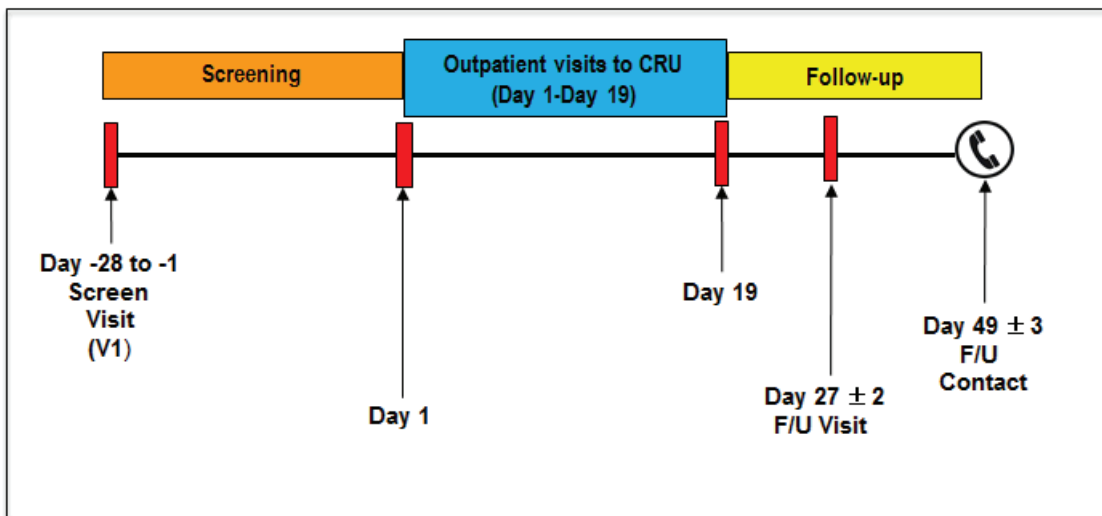 Screening
Outpatient visits to CRU
(Day 1-Day 19)
Follow-up
Day -28 to -1
Screen
Visit
(V1)
Day 1
Day 19
Day 27 ± 2
F/U Visit
Day 49 ± 3
F/U
Contact